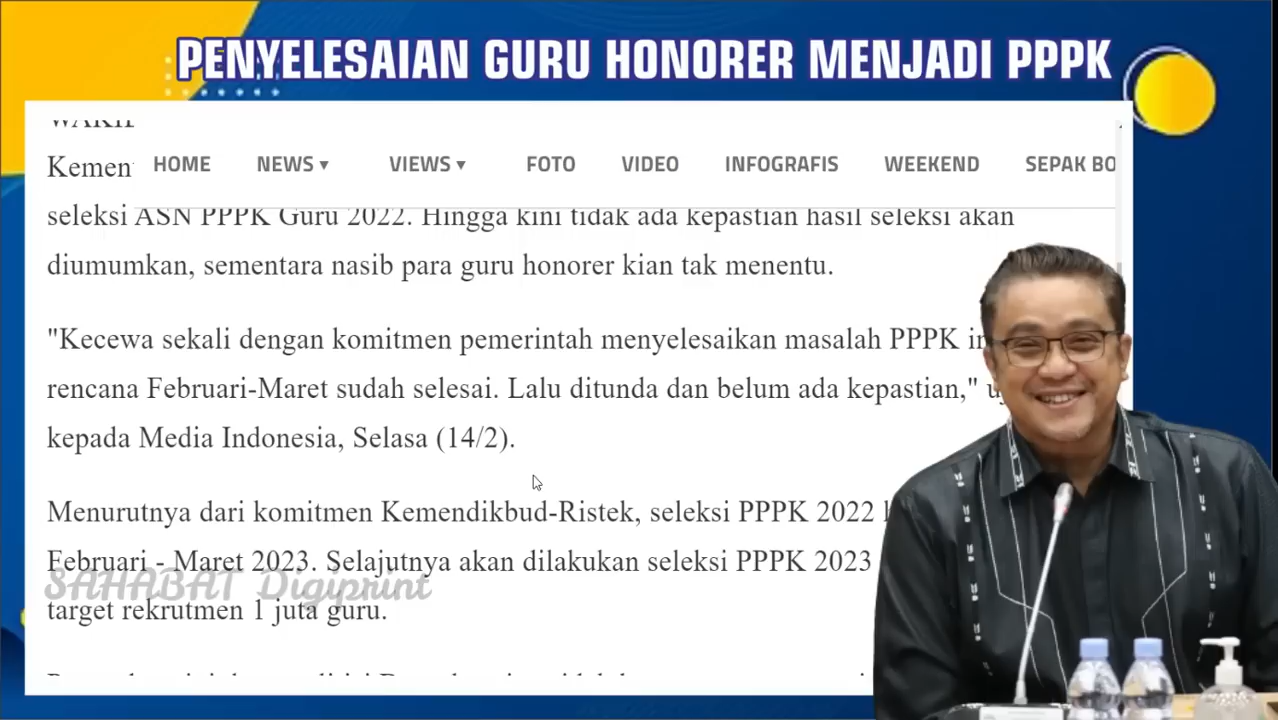 PENYELESAIAN GURU HONORER MENJADI PPPK
Kemen
HOME NEWS ▾ VIEWS ▾ FOTO VIDEO INFOGRAFIS WEEKEND SEPAK BO
seleksi ASN PPPK Guru 2022. Hingga kini tidak ada kepastian hasil seleksi akan
diumumkan, sementara nasib para guru honorer kian tak menentu.
"Kecewa sekali dengan komitmen pemerintah menyelesaikan masalah PPPK
rencana Februari-Maret sudah selesai. Lalu ditunda dan belum ada kepastian,"
kepada Media Indonesia, Selasa (14/2).
Menurutnya dari komitmen Kemendikbud-Ristek, seleksi PPPK 2022
Februari - Maret 2023. Selajutnya akan dilakukan seleksi PPPK 2023
SAHABAT Digiprint
target rekrutmen 1 juta guru.